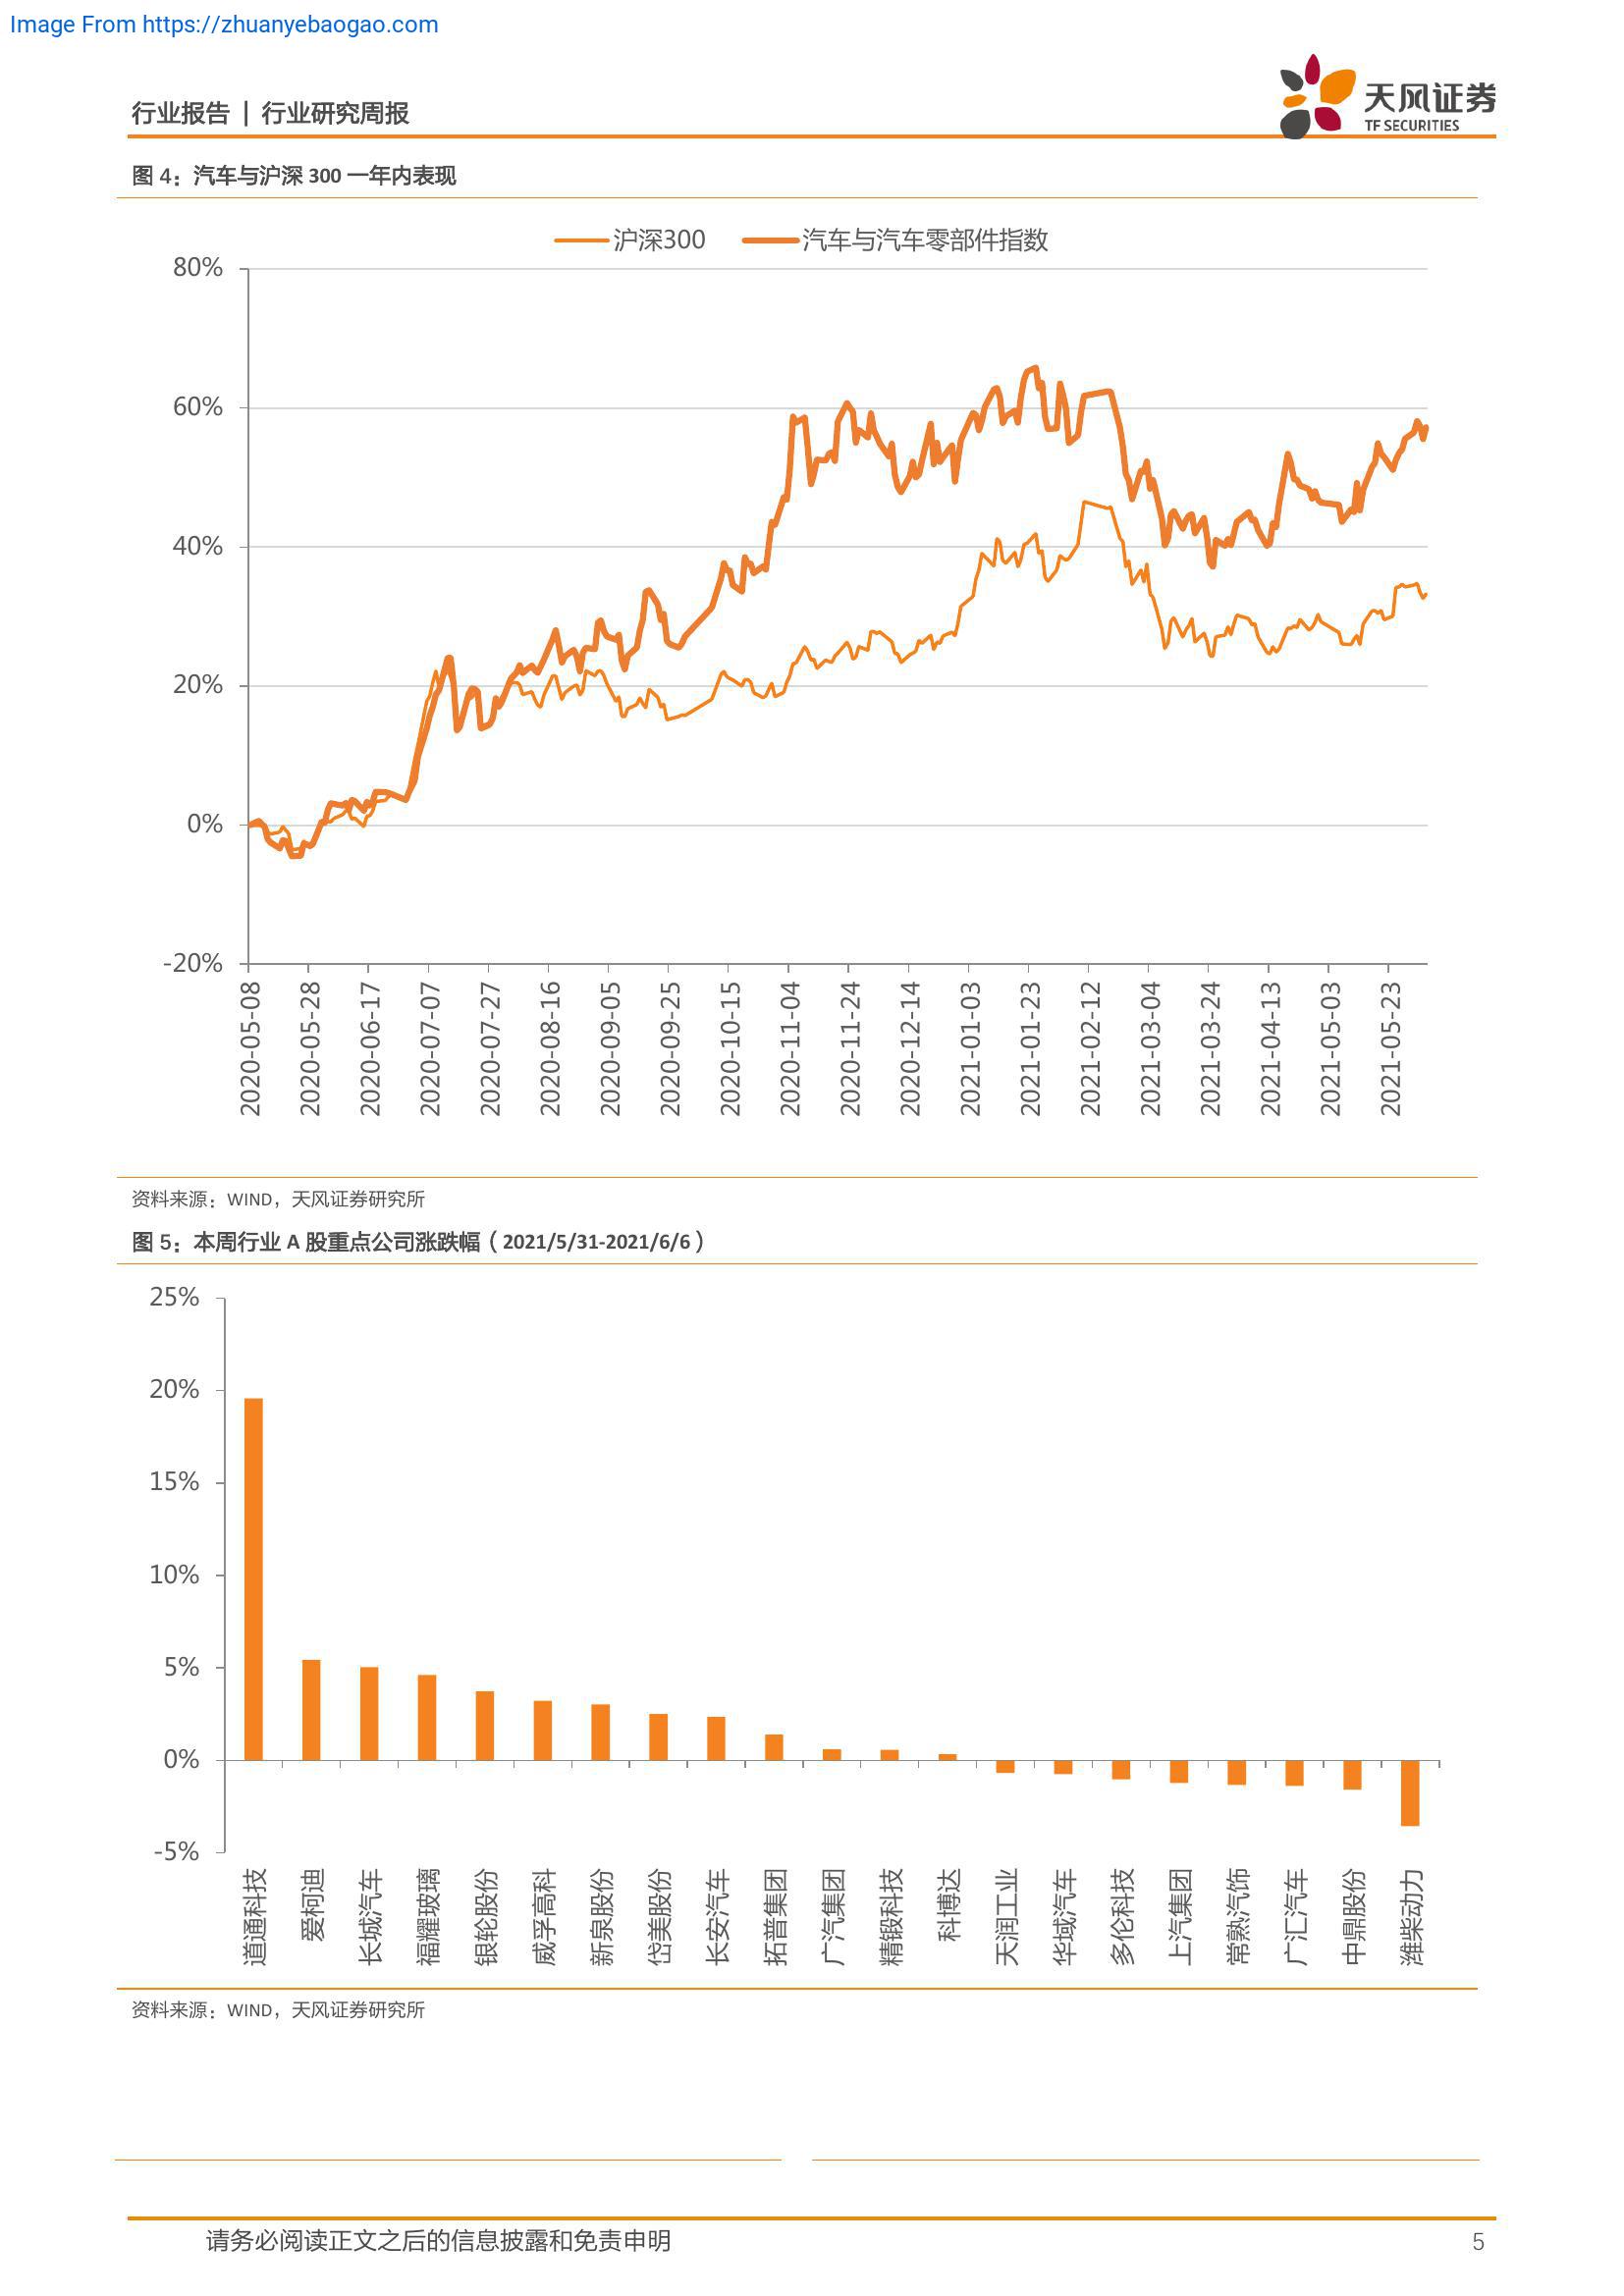 Image From https://zhuanyebaogao.com
行业报告 | 行业研究周报
天风证券
TF SECURITIES
图 4：汽车与沪深 300 一年内表现
沪深300
汽车与汽车零部件指数
80%
60%
40%
20%
0%
-20%
2020-05-08
2020-05-28
2020-06-17
2020-07-07
2020-07-27
2020-08-16
2020-09-05
2020-09-25
2020-10-15
2020-11-04
2020-11-24
2020-12-14
2021-01-03
2021-01-23
2021-02-12
2021-03-04
2021-03-24
2021-04-13
2021-05-03
2021-05-23
资料来源：WIND，天风证券研究所
图 5：本周行业 A 股重点公司涨跌幅（2021/5/31-2021/6/6）
25%
20%
15%
10%
5%
0%
-5%
道通科技
爱柯迪
长城汽车
福耀玻璃
银轮股份
威孚高科
新泉股份
岱美股份
长安汽车
拓普集团
广汽集团
精锻科技
科博达
天润工业
华域汽车
多伦科技
上汽集团
常熟汽饰
广汇汽车
中鼎股份
潍柴动力
资料来源：WIND，天风证券研究所
请务必阅读正文之后的信息披露和免责申明
5